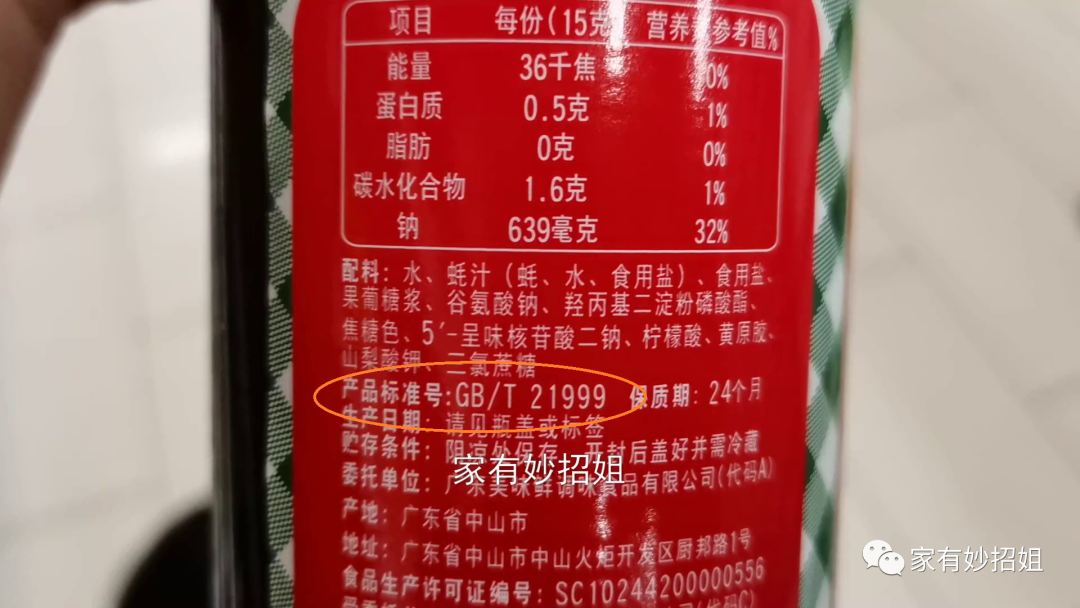 项目 每份(15克 营养 参考值%
能量 36千焦 0%
蛋白质 0.5克 1%
脂肪 0克 0%
碳水化合物 1.6克 1%
钠 639毫克 32%
配料: 水、蚝汁(蚝、水、食用盐)、食用盐、
果葡糖浆、谷氨酸钠、羟丙基二淀粉磷酸酯、
焦糖色、5′-呈味核苷酸二钠、柠檬酸、黄原胶、
山梨酸钾、三氯蔗糖
产品标准号:GB/T 21999 保质期: 24个月
生产日期 请见瓶盖或标签
贮存条件: 阴凉处保存 开封后盖好并需冷藏
家有妙招姐
委托单位: 广东美味鲜调味食品有限公司(代码A)
产地: 广东省中山市
地址: 广东省中山市中山火炬开发区厨邦路1号
食品生产许可证编号: SC10244200000556
家有妙招姐